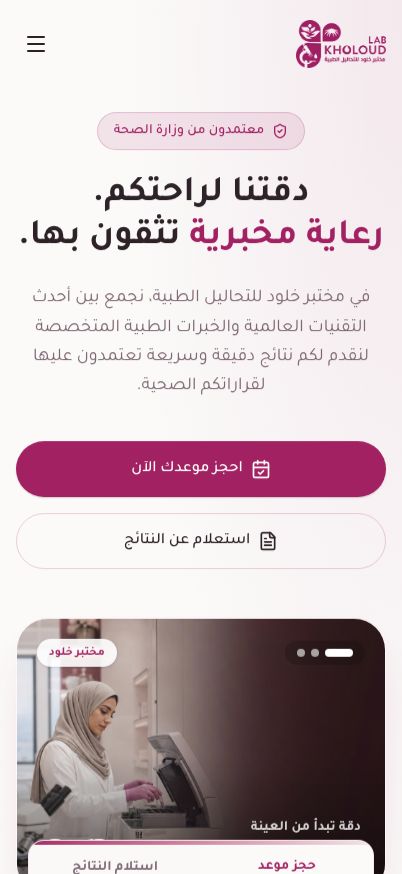 LAB
KHOLOUD
مختبر خلود للتحاليل الطبية
معتمدون من وزارة الصحة
دقتنا لراحتكم.
رعاية مخبرية تثقون بها.
في مختبر خلود للتحاليل الطبية، نجمع بين أحدث
التقنيات العالمية والخبرات الطبية المتخصصة
لنقدم لكم نتائج دقيقة وسريعة تعتمدون عليها
لقراراتكم الصحية.
احجز موعدك الآن
استعلام عن النتائج
مختبر خلود
دقة تبدأ من العينة
حجز موعد
استلام النتائج